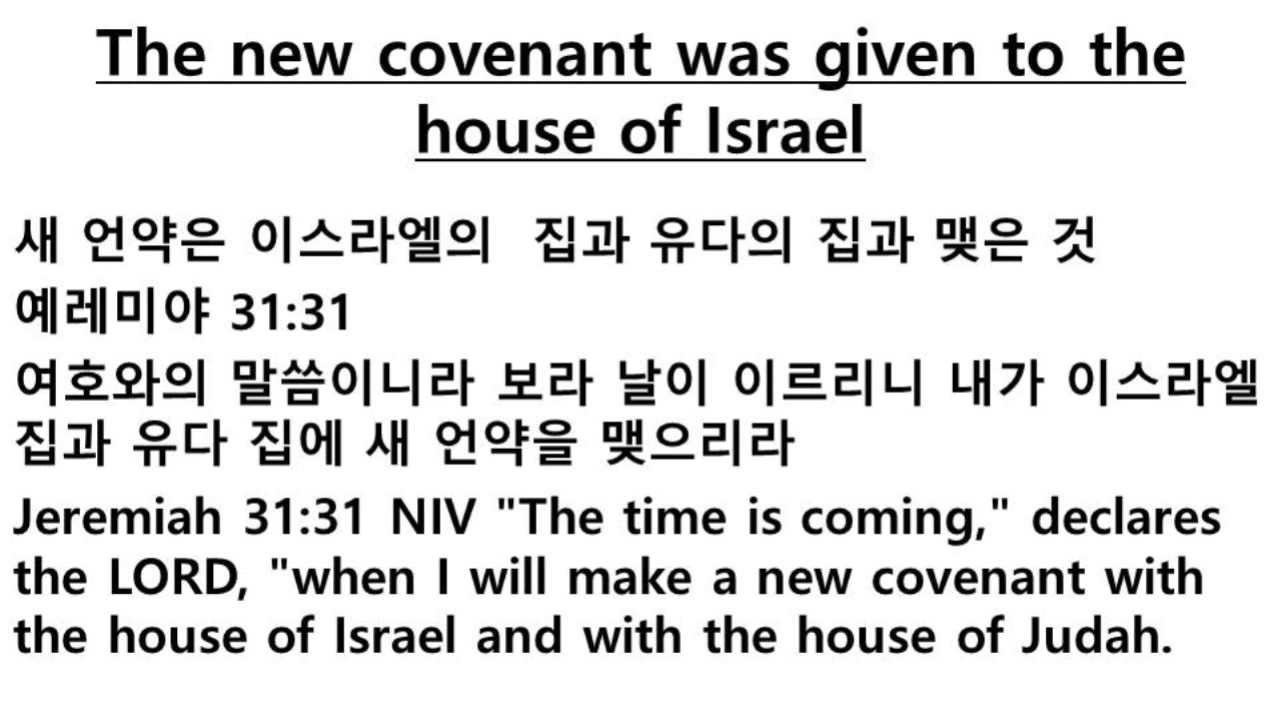 The new covenant was given to the
house of Israel
새 언약은 이스라엘의  집과 유다의 집과 맺은 것
예레미야 31:31
여호와의 말씀이니라 보라 날이 이르리니 내가 이스라엘
집과 유다 집에 새 언약을 맺으리라
Jeremiah 31:31 NIV "The time is coming," declares
the LORD, "when I will make a new covenant with
the house of Israel and with the house of Judah.